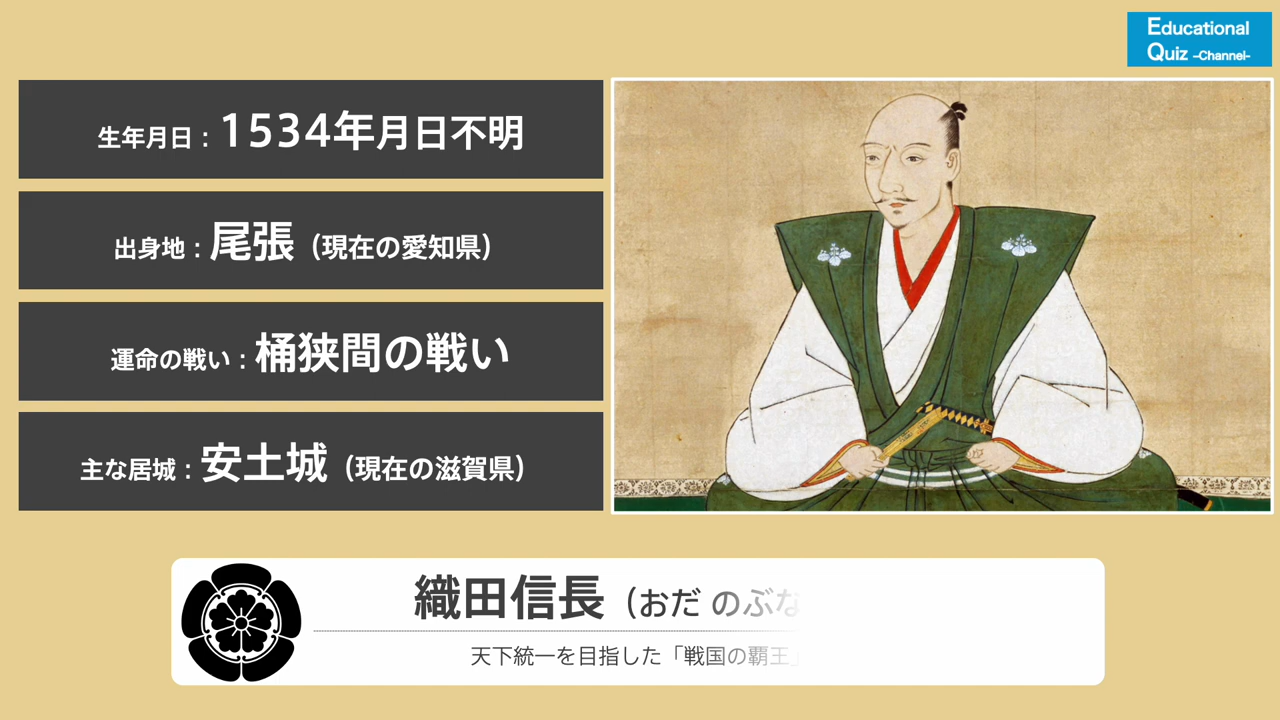 Educational
Quiz -Channel-
生年月日：1534年月日不明
出身地：尾張（現在の愛知県）
運命の戦い：桶狭間の戦い
主な居城：安土城（現在の滋賀県）
織田信長（おだ のぶな
天下統一を目指した「戦国の覇王」